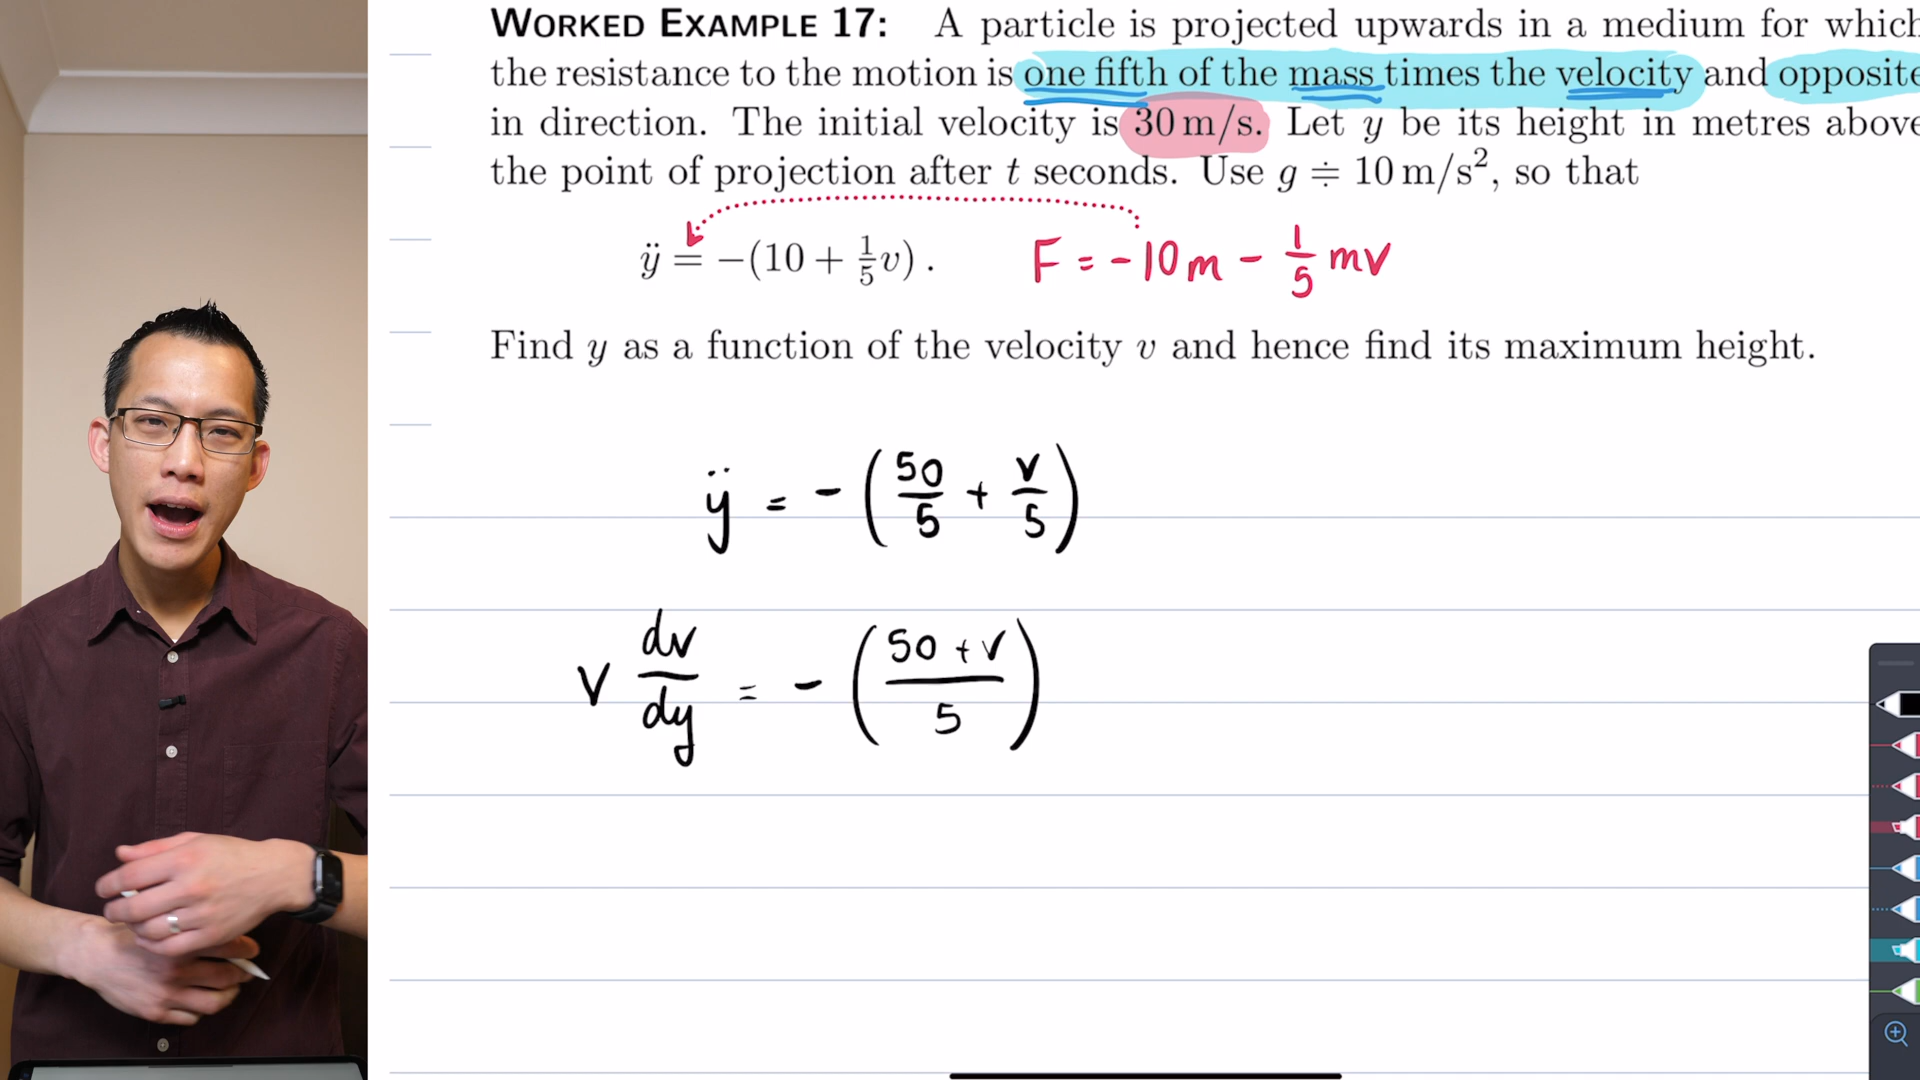 WORKED EXAMPLE 17: A particle is projected upwards in a medium for which
the resistance to the motion is one fifth of the mass times the velocity and opposite
in direction. The initial velocity is 30 m/s. Let y be its height in metres above
the point of projection after t seconds. Use g ≑ 10 m/s², so that
ÿ = −(10 + 1/5 v). F = -10m - 1/5 mv
Find y as a function of the velocity v and hence find its maximum height.
ÿ = - (50/5 + v/5)
v dv/dy = - ((50 + v)/5)